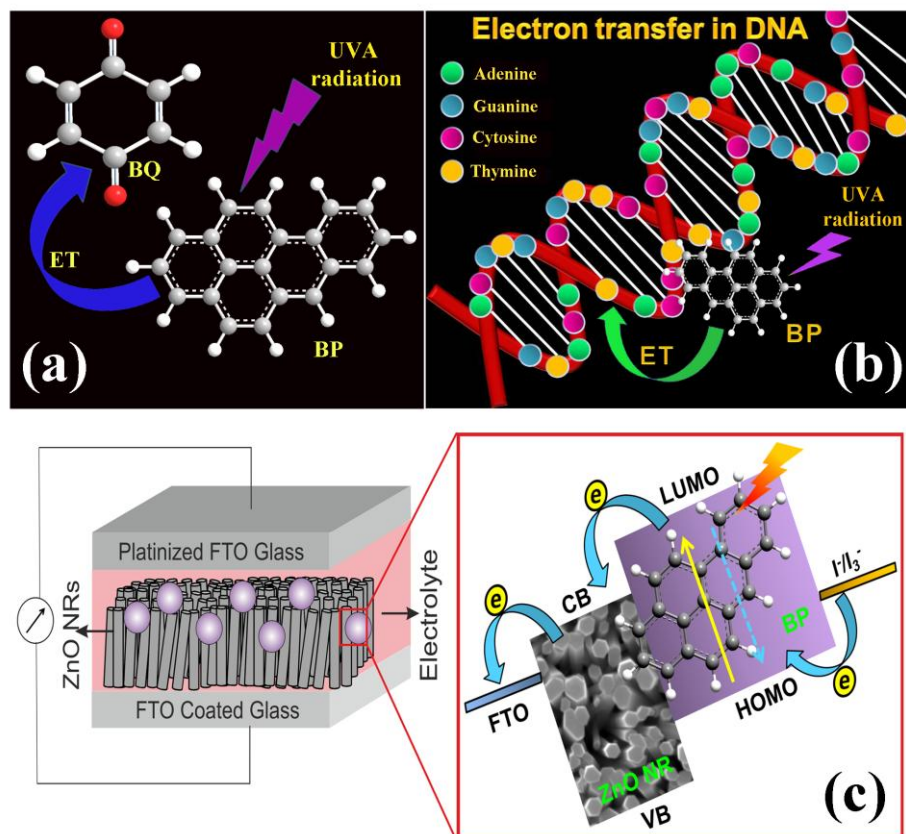 UVA
radiation
BQ
ET
BP
(a)
Electron transfer in DNA
Adenine
Guanine
Cytosine
Thymine
UVA
radiation
ET
BP
(b)
Platinized FTO Glass
ZnO NRs
Electrolyte
FTO Coated Glass
LUMO
e
CB
e
I-/I3-
BP
e
FTO
HOMO
ZnO NR
VB
(c)